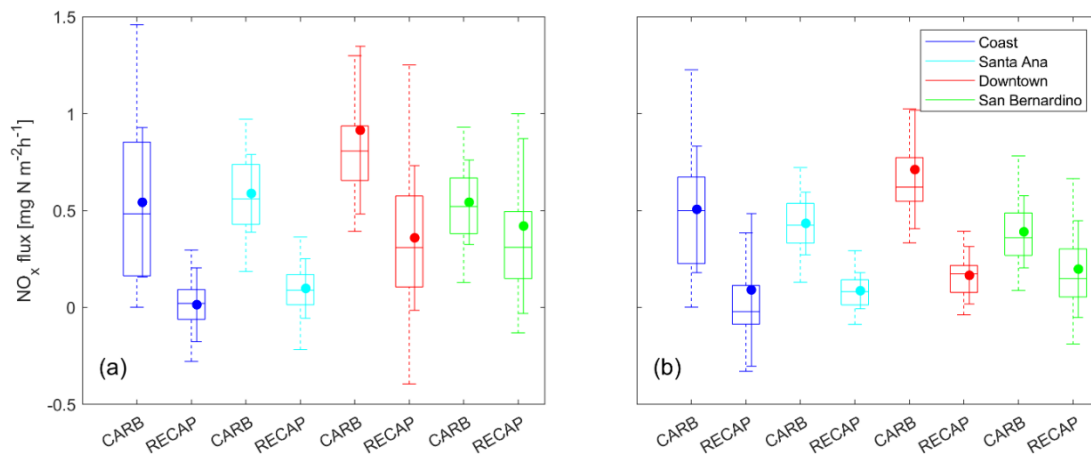 NOx flux [mg N m-2h-1]
1.5
1
0.5
0
-0.5
(a)
CARB RECAP CARB RECAP CARB RECAP CARB RECAP
Coast
Santa Ana
Downtown
San Bernardino
(b)
CARB RECAP CARB RECAP CARB RECAP CARB RECAP